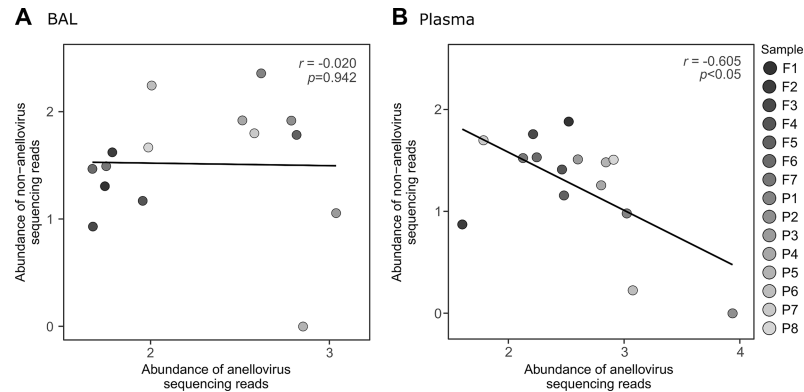 A BAL
r = -0.020
p=0.942
Abundance of non−anellovirus
sequencing reads
2
1
0
2
3
Abundance of anellovirus
sequencing reads
B Plasma
r = -0.605
p<0.05
Abundance of non−anellovirus
sequencing reads
2
1
0
2
3
4
Abundance of anellovirus
sequencing reads
Sample
F1
F2
F3
F4
F5
F6
F7
P1
P2
P3
P4
P5
P6
P7
P8